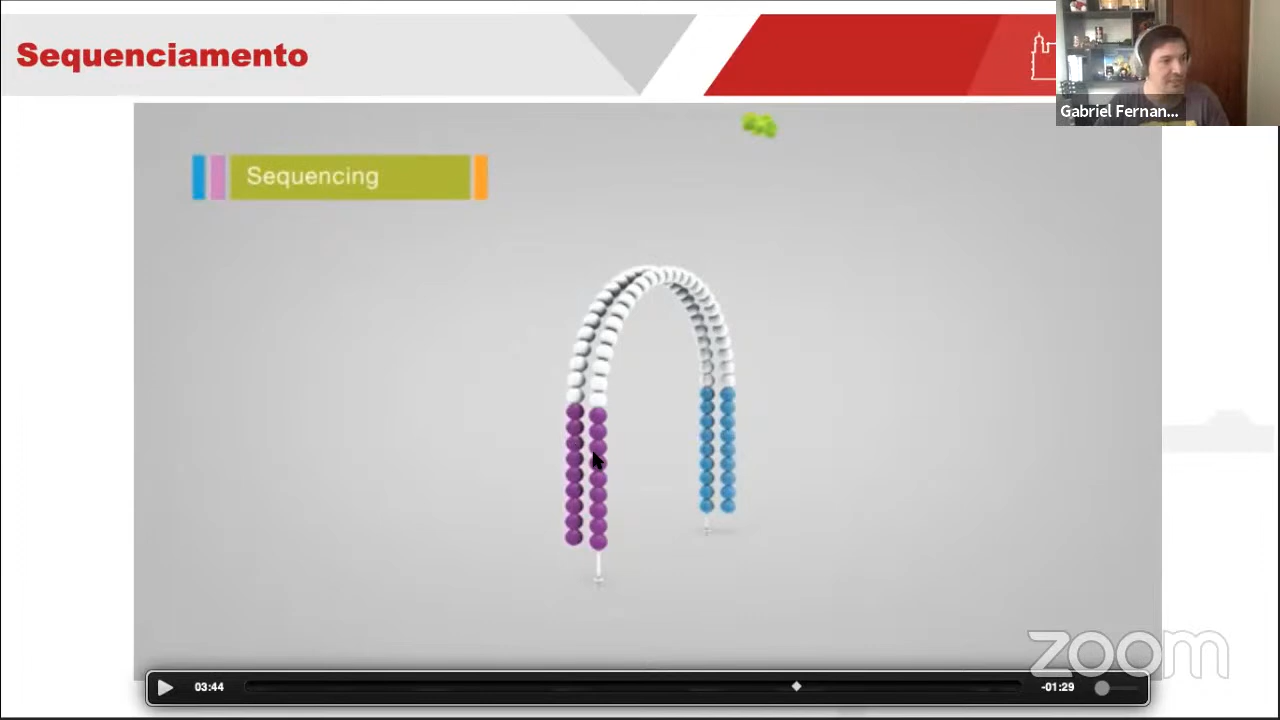 Sequenciamento
Gabriel Fernan...
Sequencing
zoom
03:44
-01:29